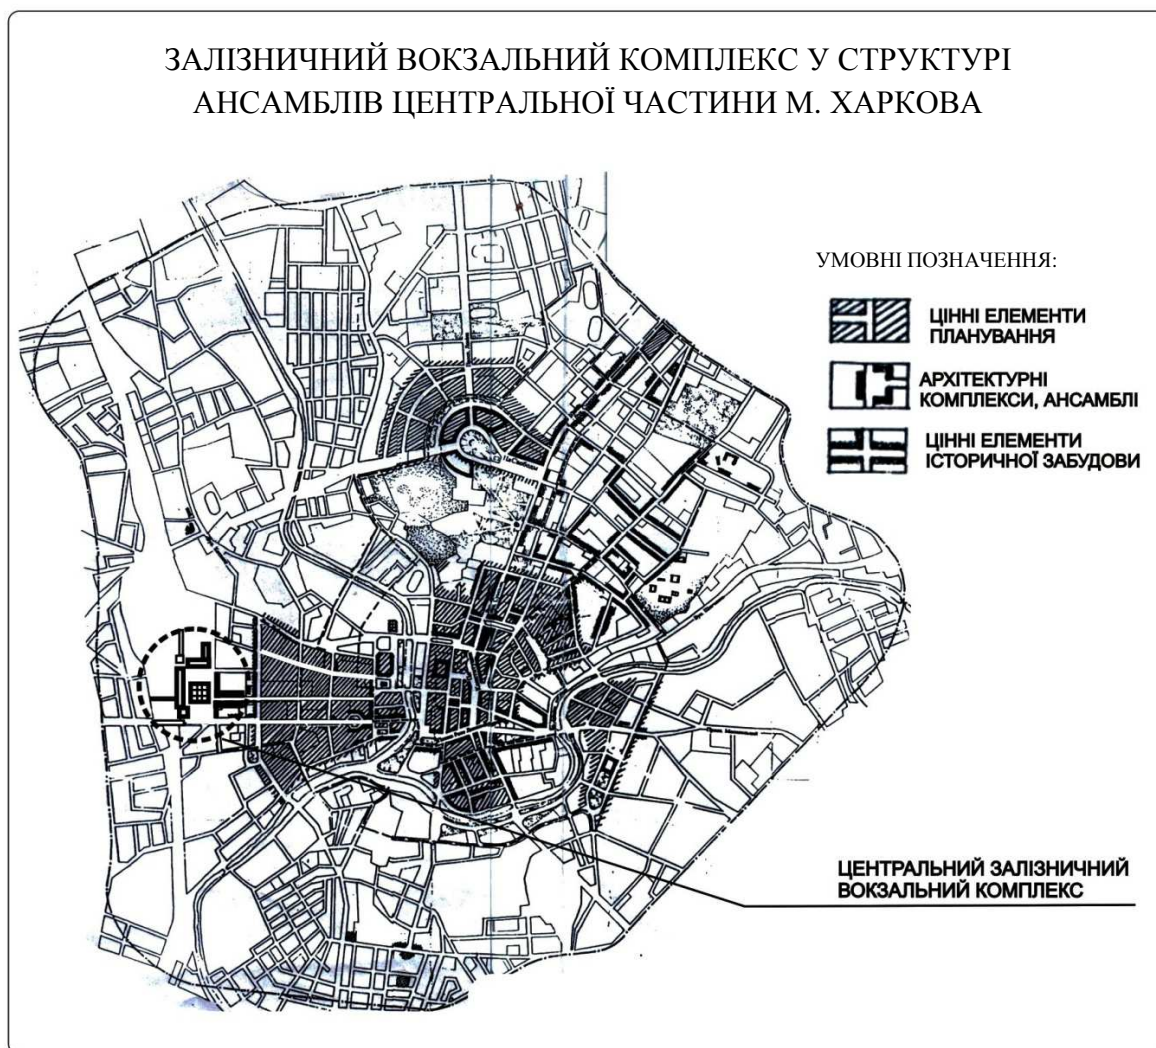 ЗАЛІЗНИЧНИЙ ВОКЗАЛЬНИЙ КОМПЛЕКС У СТРУКТУРІ
АНСАМБЛІВ ЦЕНТРАЛЬНОЇ ЧАСТИНИ М. ХАРКОВА
УМОВНІ ПОЗНАЧЕННЯ:
ЦІННІ ЕЛЕМЕНТИ
ПЛАНУВАННЯ
АРХІТЕКТУРНІ
КОМПЛЕКСИ, АНСАМБЛІ
ЦІННІ ЕЛЕМЕНТИ
ІСТОРИЧНОЇ ЗАБУДОВИ
ЦЕНТРАЛЬНИЙ ЗАЛІЗНИЧНИЙ
ВОКЗАЛЬНИЙ КОМПЛЕКС